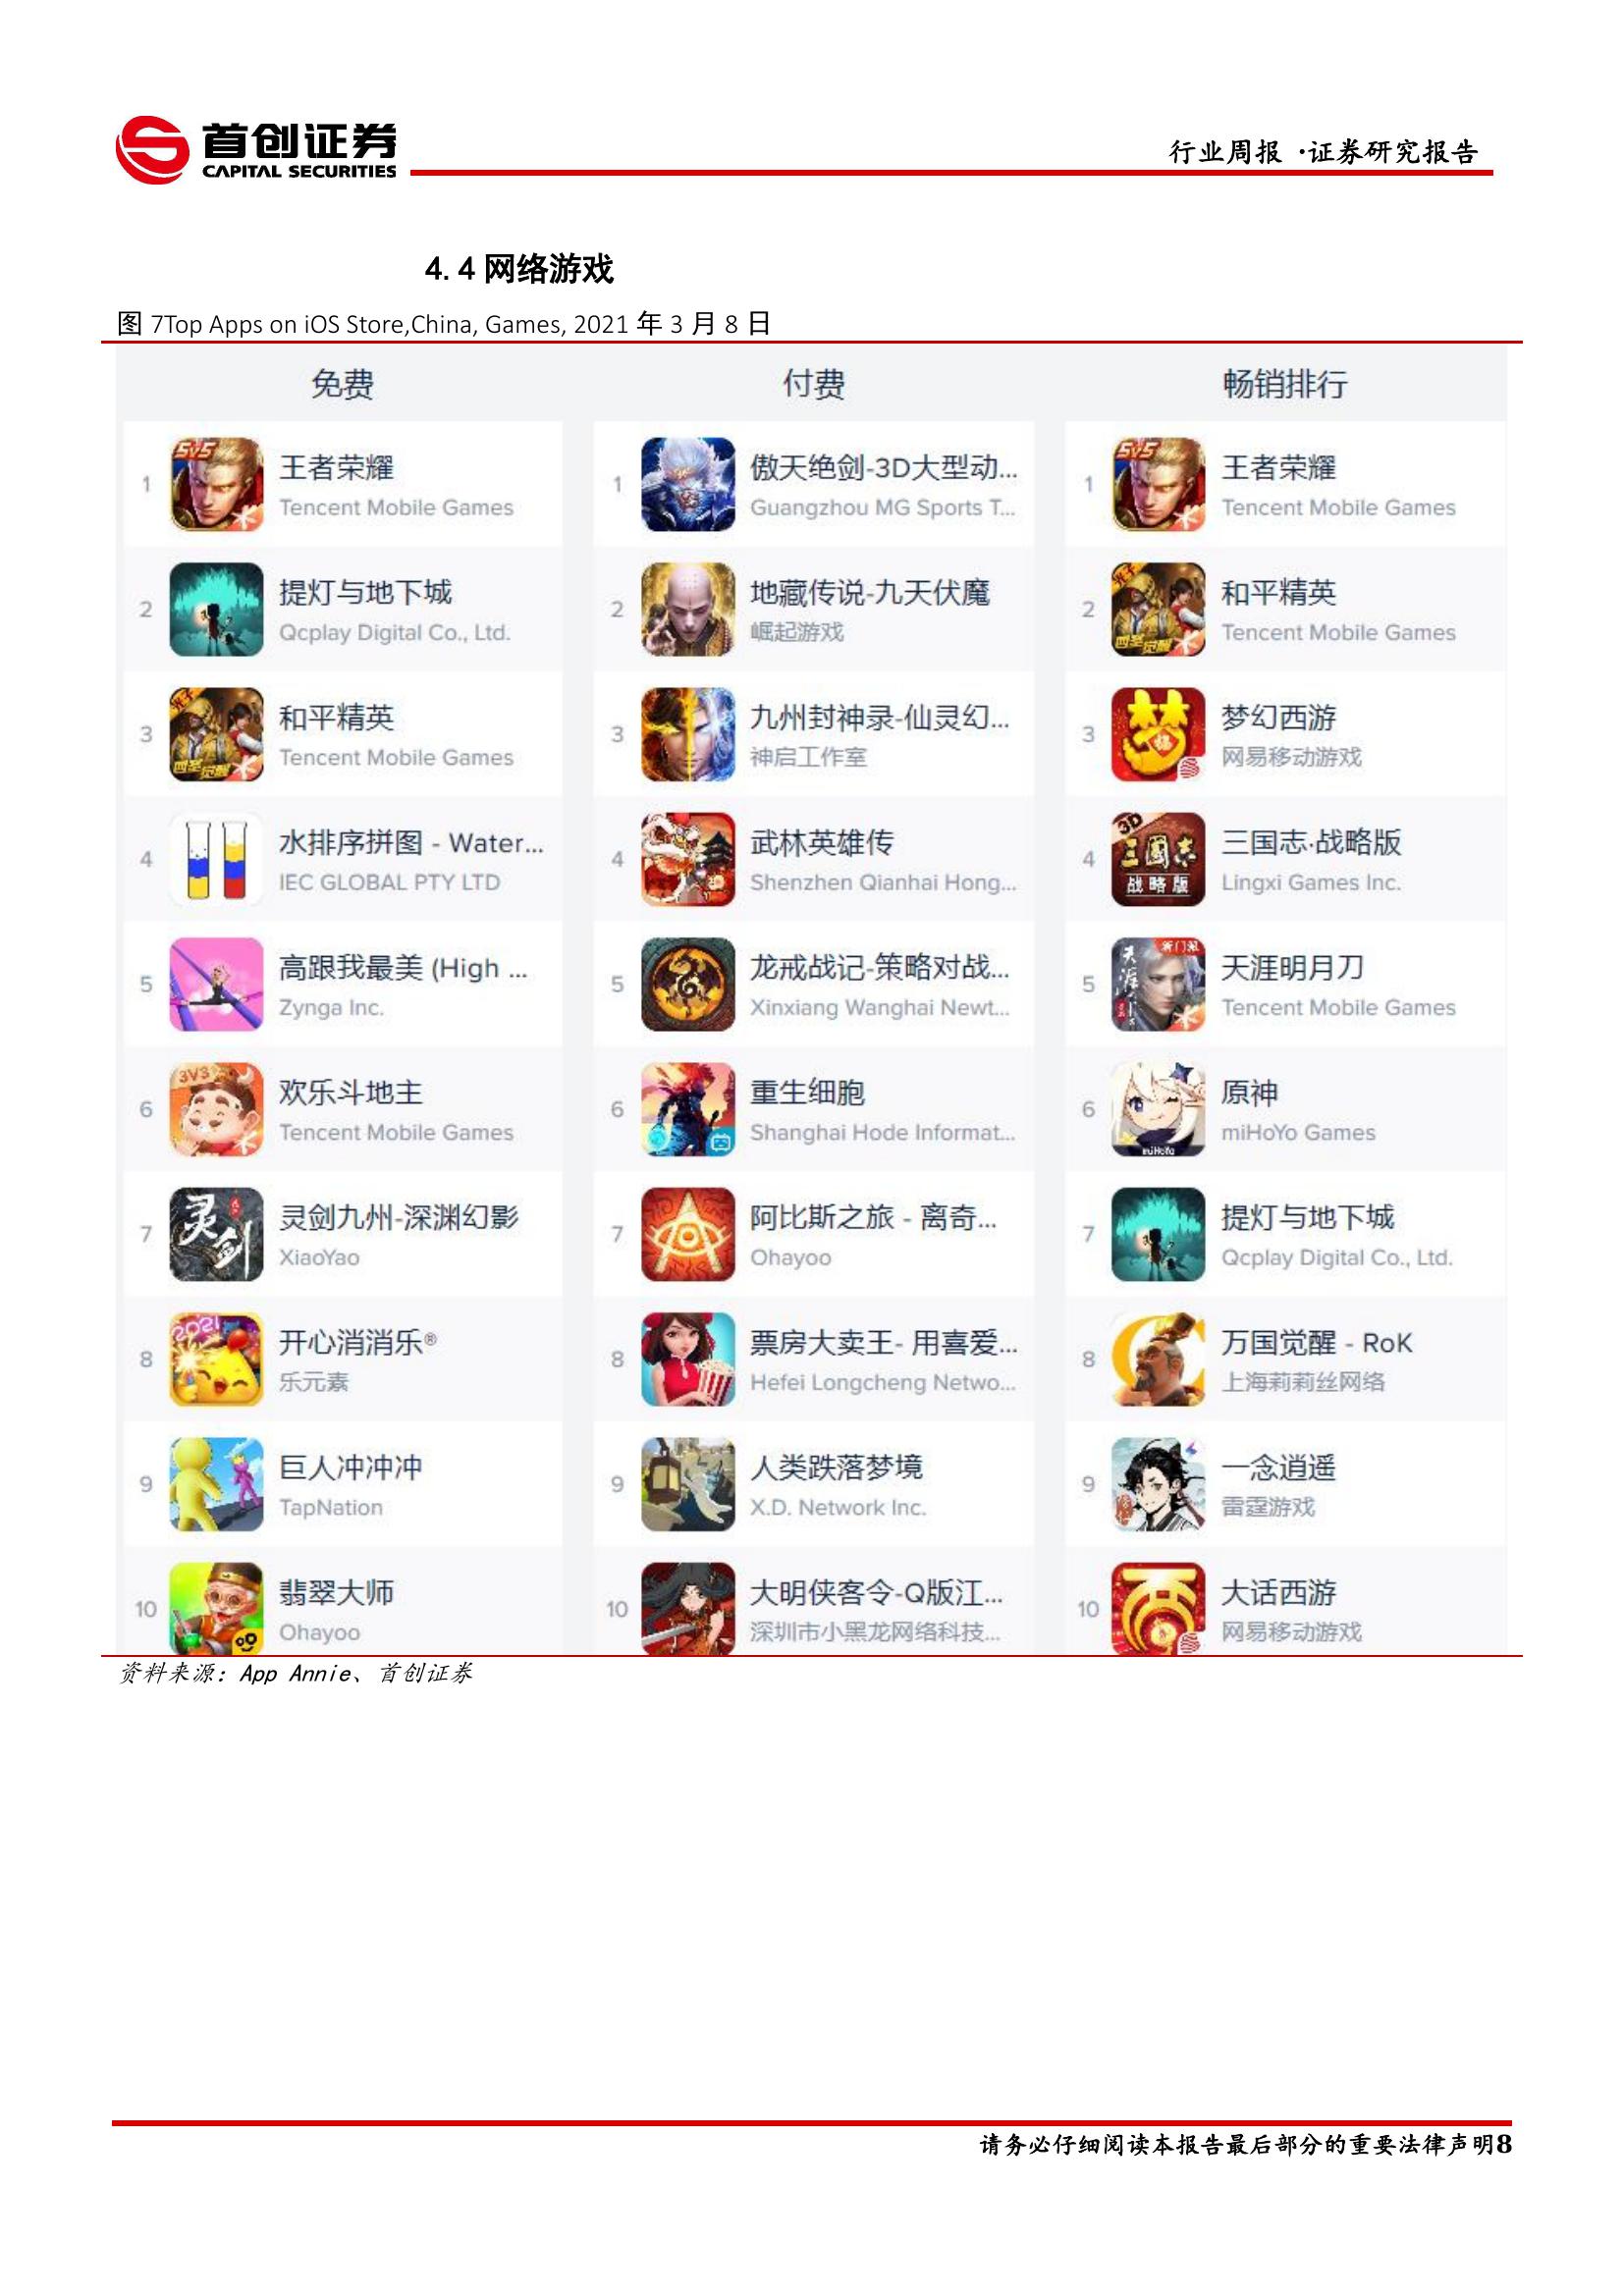 首创证券
CAPITAL SECURITIES
行业周报 ·证券研究报告
4.4 网络游戏
图 7Top Apps on iOS Store,China, Games, 2021 年 3 月 8 日
免费
付费
畅销排行
1
王者荣耀
Tencent Mobile Games
1
傲天绝剑-3D大型动...
Guangzhou MG Sports T...
1
王者荣耀
Tencent Mobile Games
2
提灯与地下城
Qcplay Digital Co., Ltd.
2
地藏传说-九天伏魔
崛起游戏
2
和平精英
Tencent Mobile Games
3
和平精英
Tencent Mobile Games
3
九州封神录-仙灵幻...
神启工作室
3
梦幻西游
网易移动游戏
4
水排序拼图 - Water...
IEC GLOBAL PTY LTD
4
武林英雄传
Shenzhen Qianhai Hong...
4
三国志·战略版
Lingxi Games Inc.
5
高跟我最美 (High ...
Zynga Inc.
5
龙戒战记-策略对战...
Xinxiang Wanghai Newt...
5
天涯明月刀
Tencent Mobile Games
6
欢乐斗地主
Tencent Mobile Games
6
重生细胞
Shanghai Hode Informat...
6
原神
miHoYo Games
7
灵剑九州-深渊幻影
XiaoYao
7
阿比斯之旅 - 离奇...
Ohayoo
7
提灯与地下城
Qcplay Digital Co., Ltd.
8
开心消消乐®
乐元素
8
票房大卖王- 用喜爱...
Hefei Longcheng Netwo...
8
万国觉醒 - RoK
上海莉莉丝网络
9
巨人冲冲冲
TapNation
9
人类跌落梦境
X.D. Network Inc.
9
一念逍遥
雷霆游戏
10
翡翠大师
Ohayoo
10
大明侠客令-Q版江...
深圳市小黑龙网络科技...
10
大话西游
网易移动游戏
资料来源：App Annie、首创证券
请务必仔细阅读本报告最后部分的重要法律声明8